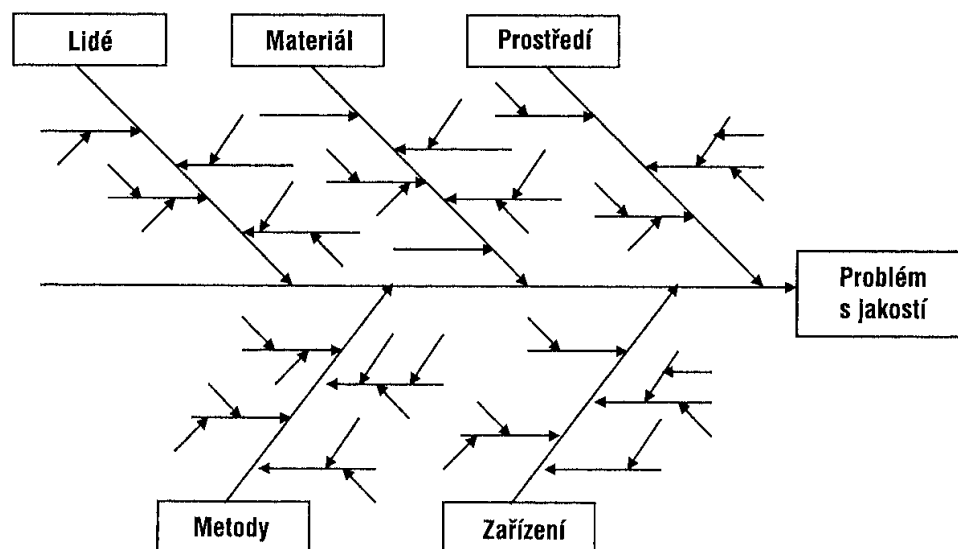 Lidé
Materiál
Prostředí
Problém
s jakostí
Metody
Zařízení